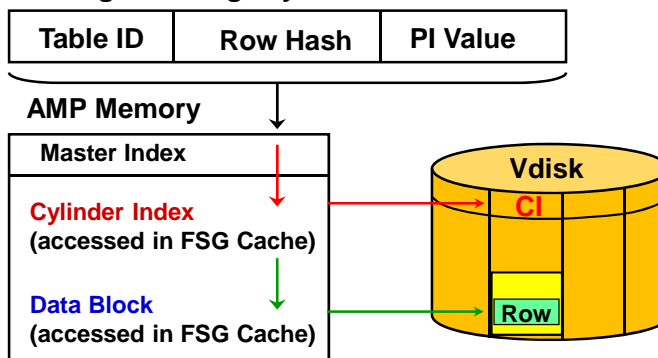 Table ID Row Hash PI Value
AMP Memory
Master Index
Vdisk
Cylinder Index
CI
(accessed in FSG Cache)
Data Block
Row
(accessed in FSG Cache)